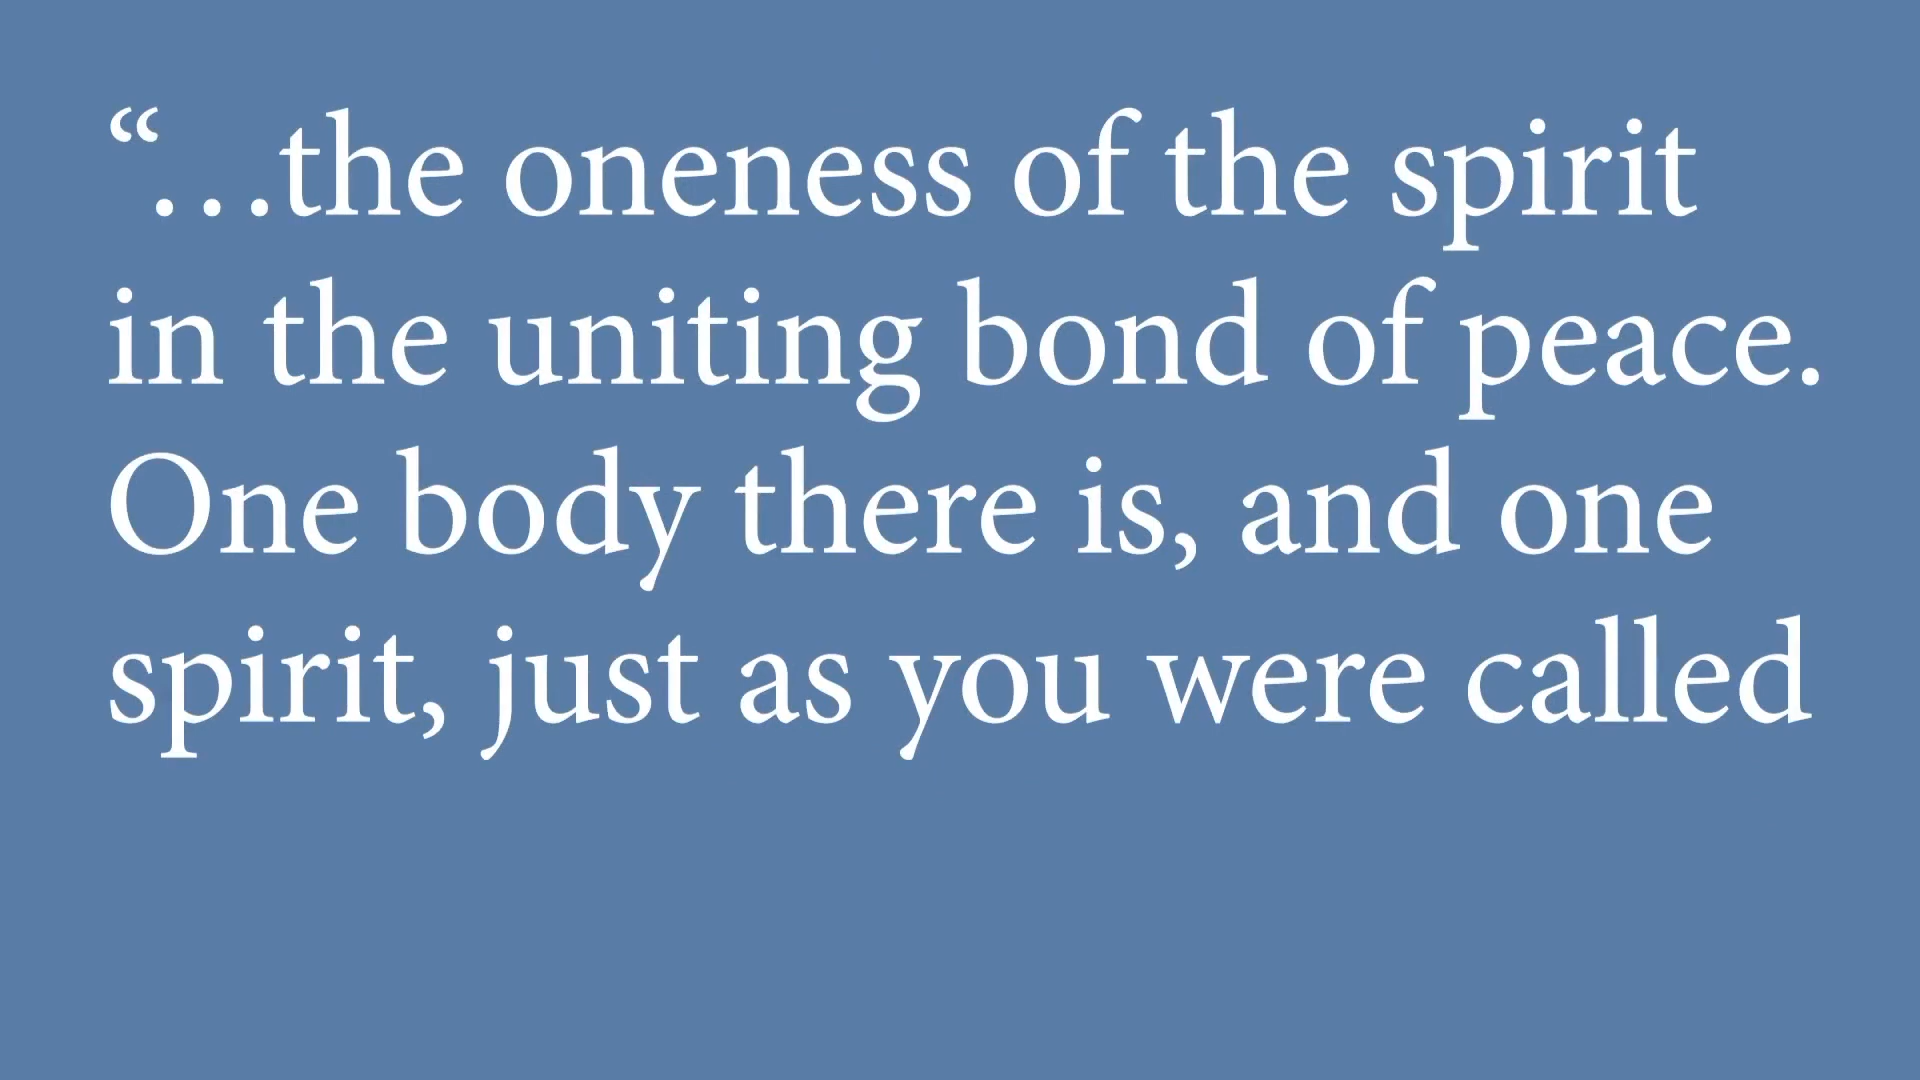 “…the oneness of the spirit
in the uniting bond of peace.
One body there is, and one
spirit, just as you were called